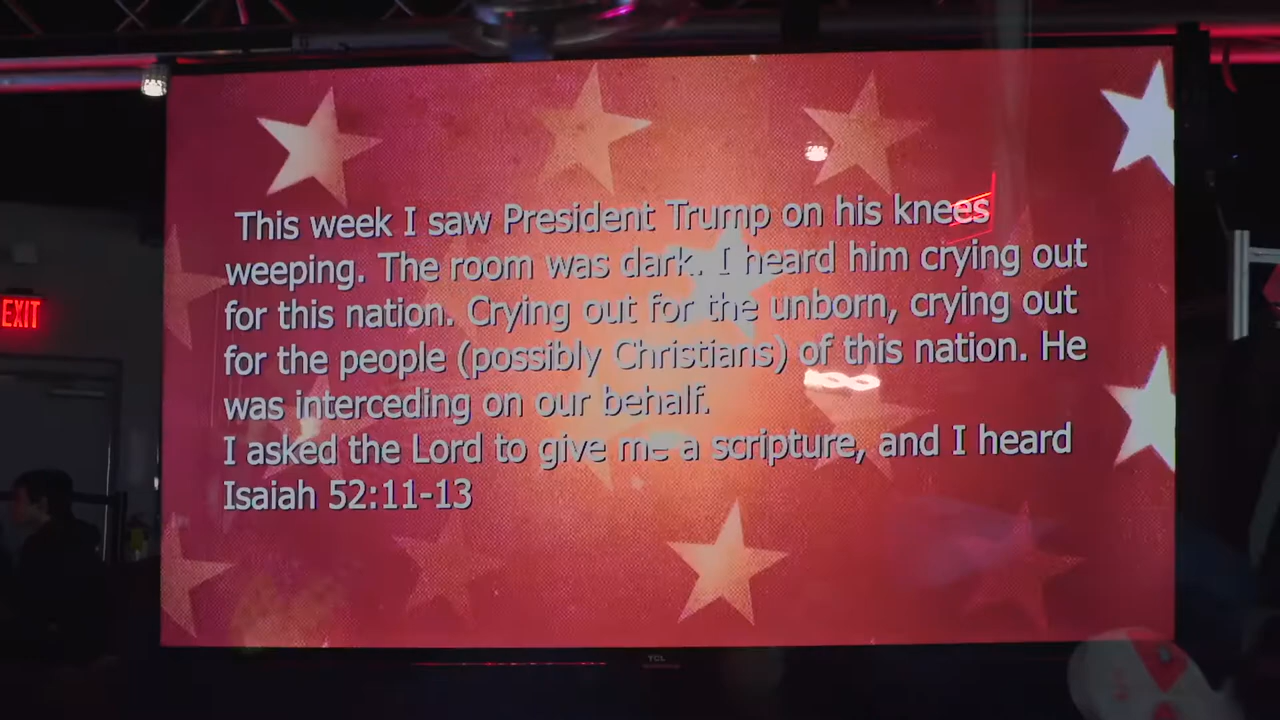 EXIT
This week I saw President Trump on his knees
weeping. The room was dark. I heard him crying out
for this nation. Crying out for the unborn, crying out
for the people (possibly Christians) of this nation. He
was interceding on our behalf.
I asked the Lord to give me a scripture, and I heard
Isaiah 52:11-13
TCL